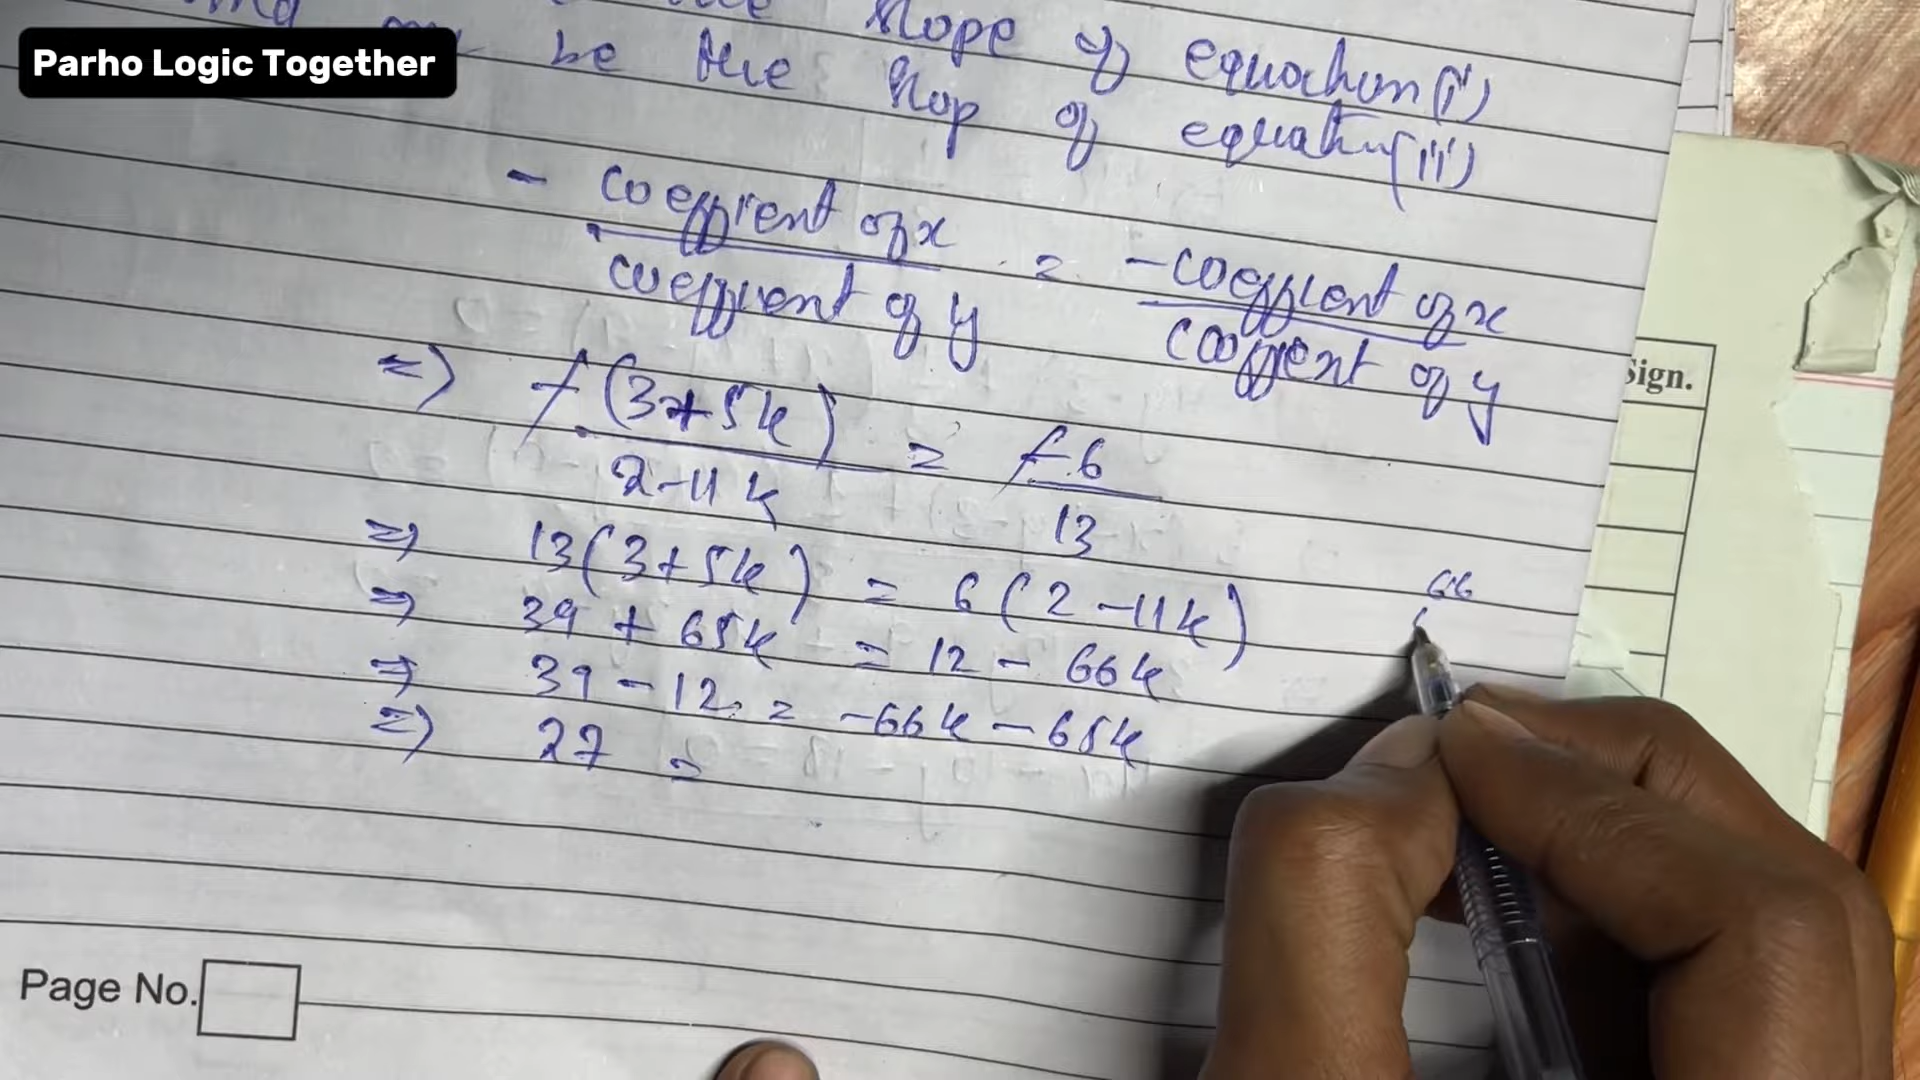 Parho Logic Together
slope of equation (i)
be the slop of equation (ii)
- coefficient of x / coefficient of y = - coefficient of x / coefficient of y
=) -(3+5k) / 2-11k = -6 / 13
=> 13(3+5k) = 6(2-11k)
=> 39 + 65k = 12 - 66k
=> 39 - 12 = -66k - 65k
=) 27 =
66
Sign.
Page No.